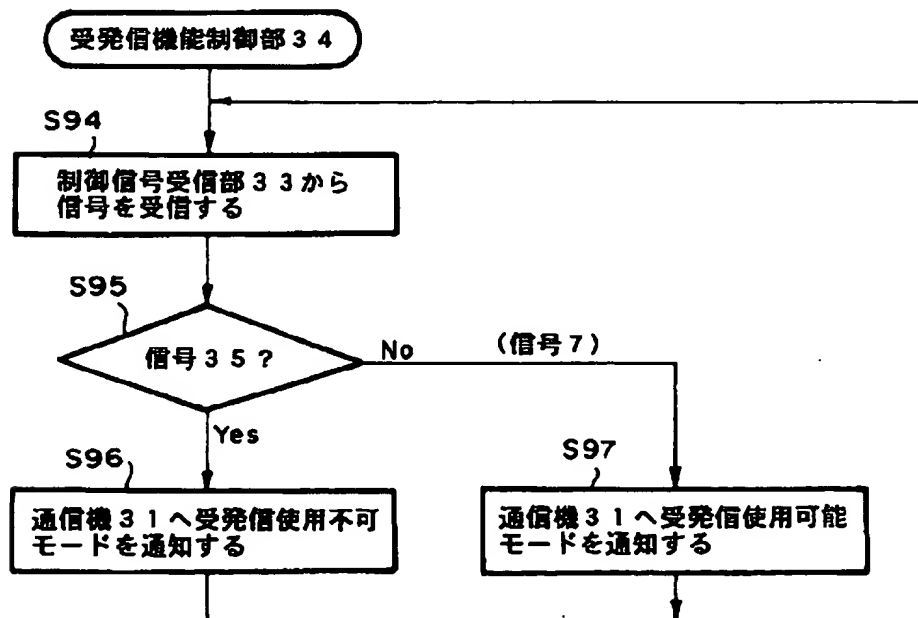 受発信機能制御部34
S94
制御信号受信部33から
信号を受信する
S95
信号35?
No
(信号7)
Yes
S96
通信機31へ受発信使用不可
モードを通知する
S97
通信機31へ受発信使用可能
モードを通知する